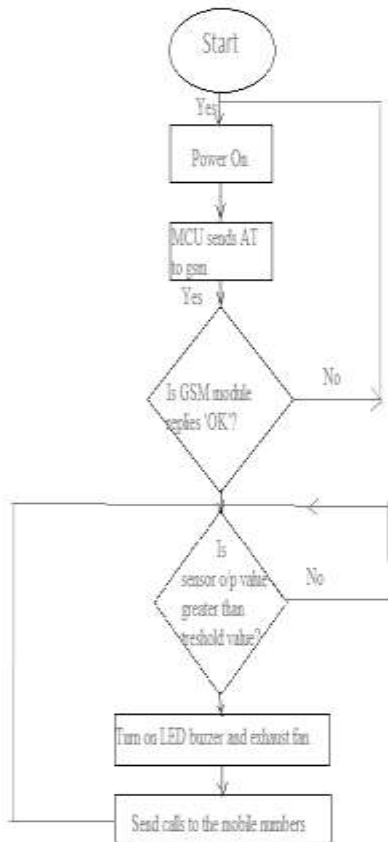 Start
Yes
Power On
MCU sends AT
to gsm
Yes
Is GSM module
replies 'OK'?
No
Is
sensor o/p value
greater than
treshold value?
No
Turn on LED buzzer and exhaust fan
Send calls to the mobile numbers